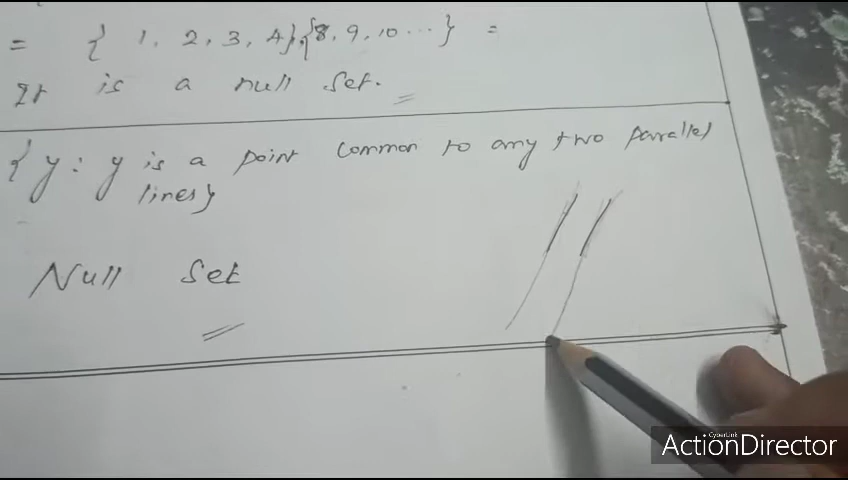 = { 1, 2, 3, 4},{8, 9, 10 ... } =
It is a null set.
{ y : y is a point common to any two parallel
lines}
Null Set
CyberLink
ActionDirector